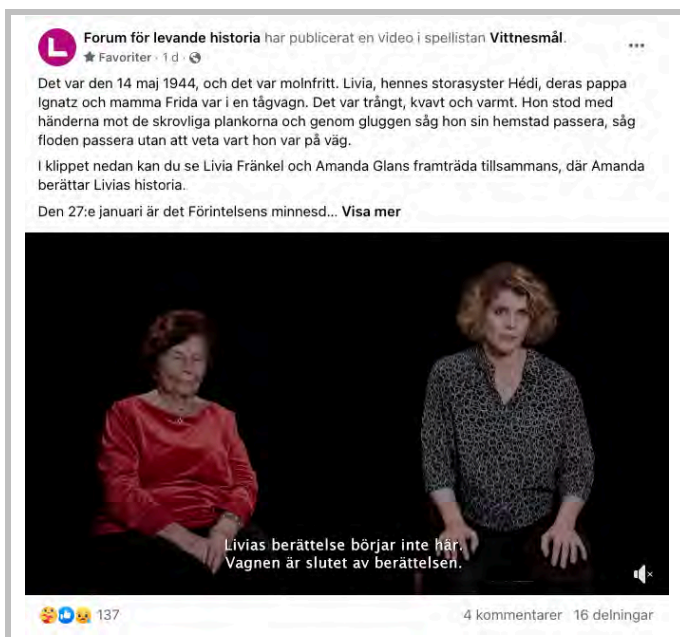 Forum för levande historia har publicerat en video i spellistan Vittnesmål.
Favoriter · 1 d ·
Det var den 14 maj 1944, och det var molnfritt. Livia, hennes storasyster Hédi, deras pappa
Ignatz och mamma Frida var i en tågvagn. Det var trångt, kvavt och varmt. Hon stod med
händerna mot de skrovliga plankorna och genom gluggen såg hon sin hemstad passera, såg
floden passera utan att veta vart hon var på väg.
I klippet nedan kan du se Livia Fränkel och Amanda Glans framträda tillsammans, där Amanda
berättar Livias historia.
Den 27:e januari är det Förintelsens minnesd... Visa mer
Livias berättelse börjar inte här.
Vagnen är slutet av berättelsen.
137
4 kommentarer 16 delningar